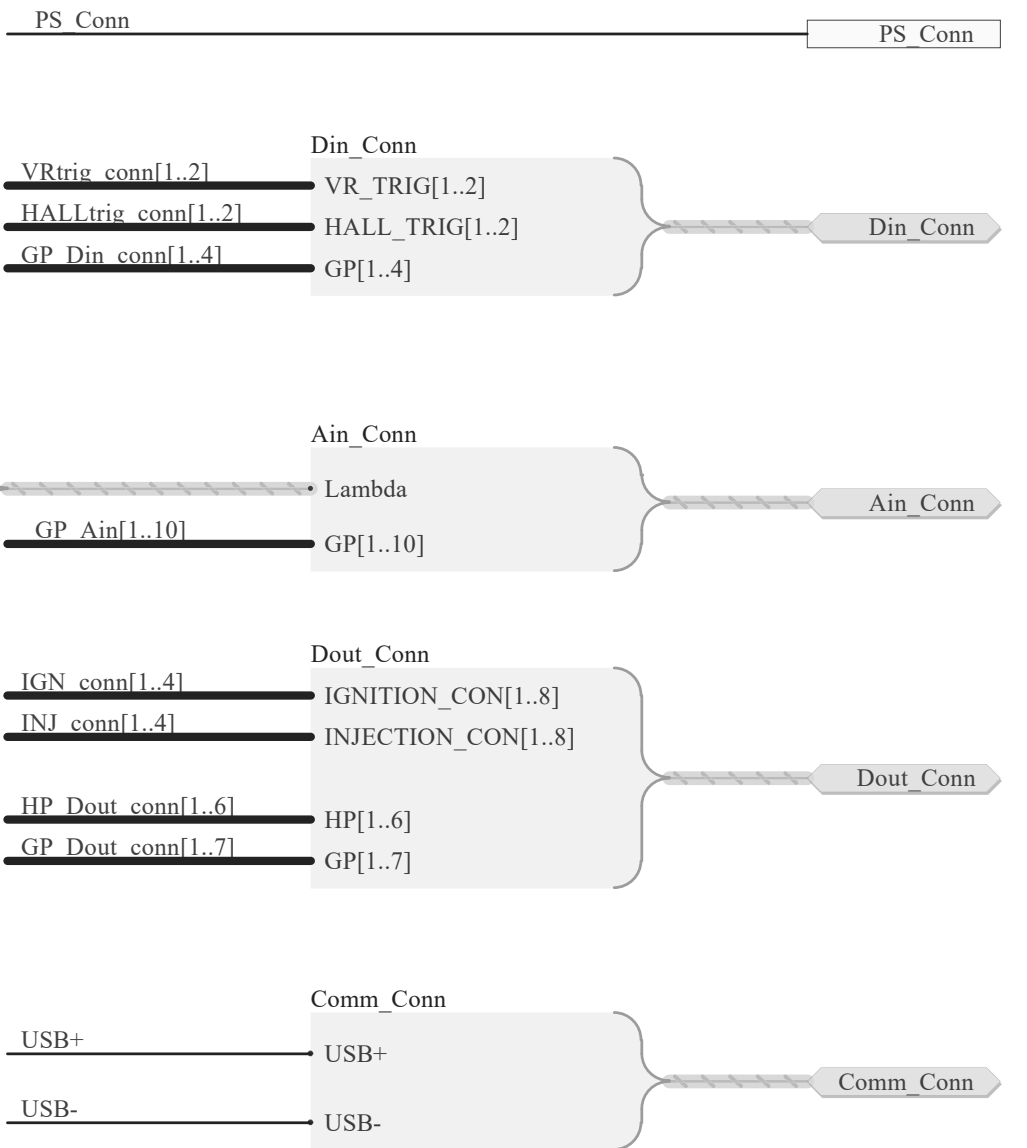 PS_Conn
PS_Conn
Din_Conn
VRtrig_conn[1..2]
VR_TRIG[1..2]
HALLtrig_conn[1..2]
HALL_TRIG[1..2]
Din_Conn
GP_Din_conn[1..4]
GP[1..4]
Ain_Conn
Lambda
Ain_Conn
GP_Ain[1..10]
GP[1..10]
Dout_Conn
IGN_conn[1..4]
IGNITION_CON[1..8]
INJ_conn[1..4]
INJECTION_CON[1..8]
Dout_Conn
HP_Dout_conn[1..6]
HP[1..6]
GP_Dout_conn[1..7]
GP[1..7]
Comm_Conn
USB+
USB+
Comm_Conn
USB-
USB-